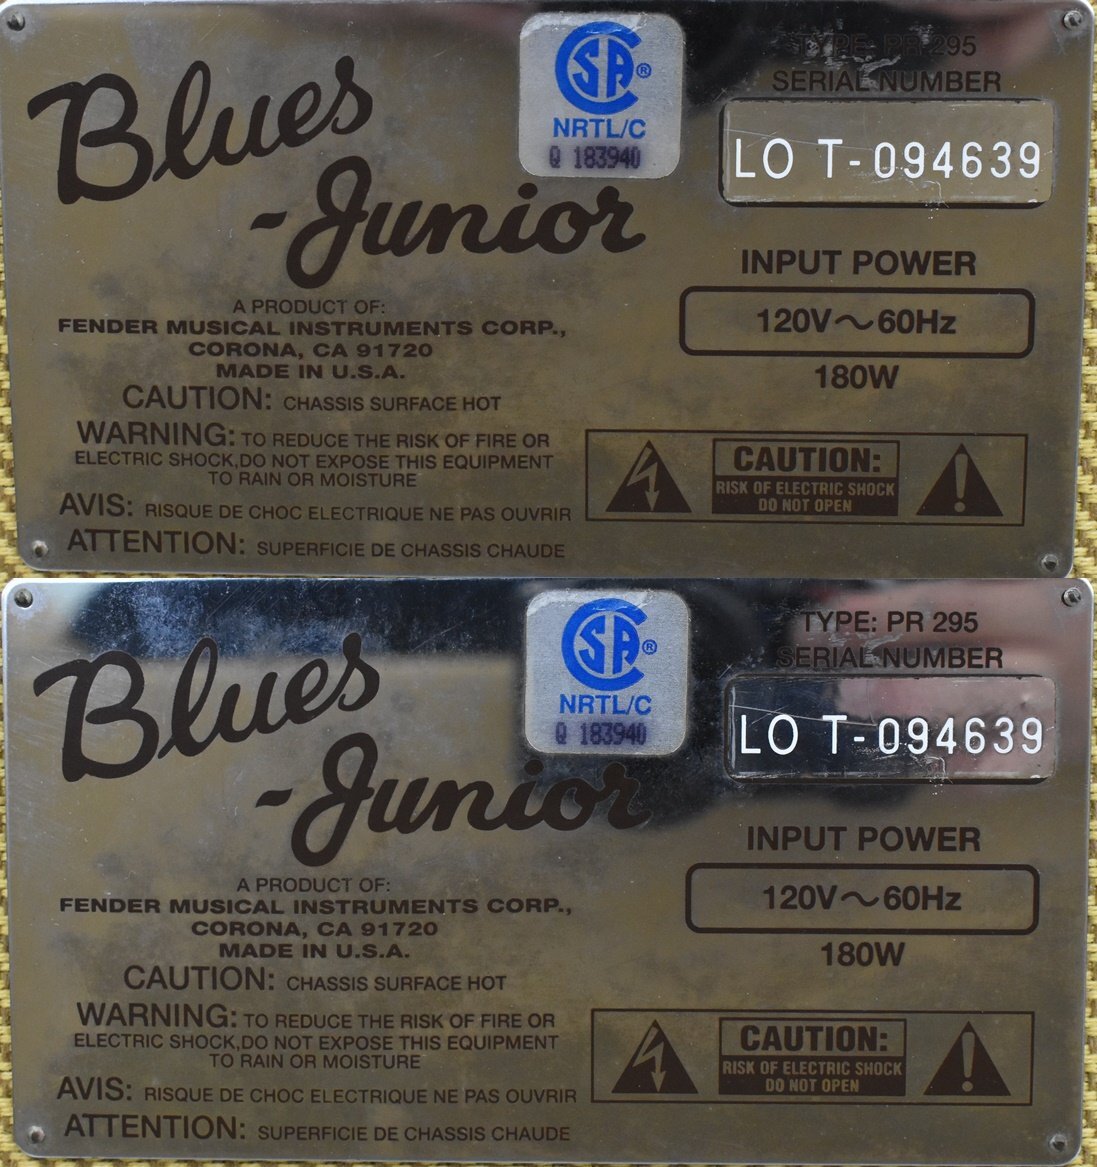 Blues
-Junior
CSA®
NRTL/C
Q 183940
TYPE: PR 295
SERIAL NUMBER
LO T-094639
INPUT POWER
120V~60Hz
180W
A PRODUCT OF:
FENDER MUSICAL INSTRUMENTS CORP.,
CORONA, CA 91720
MADE IN U.S.A.
CAUTION: CHASSIS SURFACE HOT
WARNING: TO REDUCE THE RISK OF FIRE OR
ELECTRIC SHOCK,DO NOT EXPOSE THIS EQUIPMENT
TO RAIN OR MOISTURE
AVIS: RISQUE DE CHOC ELECTRIQUE NE PAS OUVRIR
ATTENTION: SUPERFICIE DE CHASSIS CHAUDE
CAUTION:
RISK OF ELECTRIC SHOCK
DO NOT OPEN
Blues
-Junior
CSA®
NRTL/C
Q 183940
TYPE: PR 295
SERIAL NUMBER
LO T-094639
INPUT POWER
120V~60Hz
180W
A PRODUCT OF:
FENDER MUSICAL INSTRUMENTS CORP.,
CORONA, CA 91720
MADE IN U.S.A.
CAUTION: CHASSIS SURFACE HOT
WARNING: TO REDUCE THE RISK OF FIRE OR
ELECTRIC SHOCK,DO NOT EXPOSE THIS EQUIPMENT
TO RAIN OR MOISTURE
AVIS: RISQUE DE CHOC ELECTRIQUE NE PAS OUVRIR
ATTENTION: SUPERFICIE DE CHASSIS CHAUDE
CAUTION:
RISK OF ELECTRIC SHOCK
DO NOT OPEN